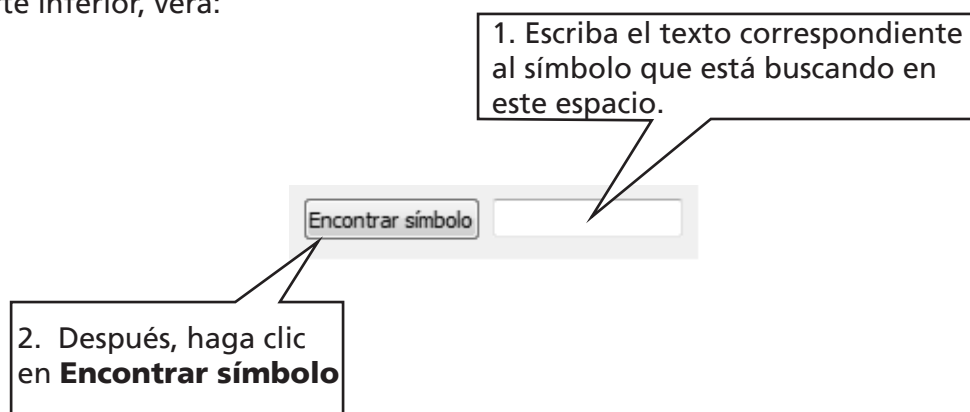 inferior, verá:
1. Escriba el texto correspondiente
al símbolo que está buscando en
este espacio.
Encontrar símbolo
2. Después, haga clic
en Encontrar símbolo